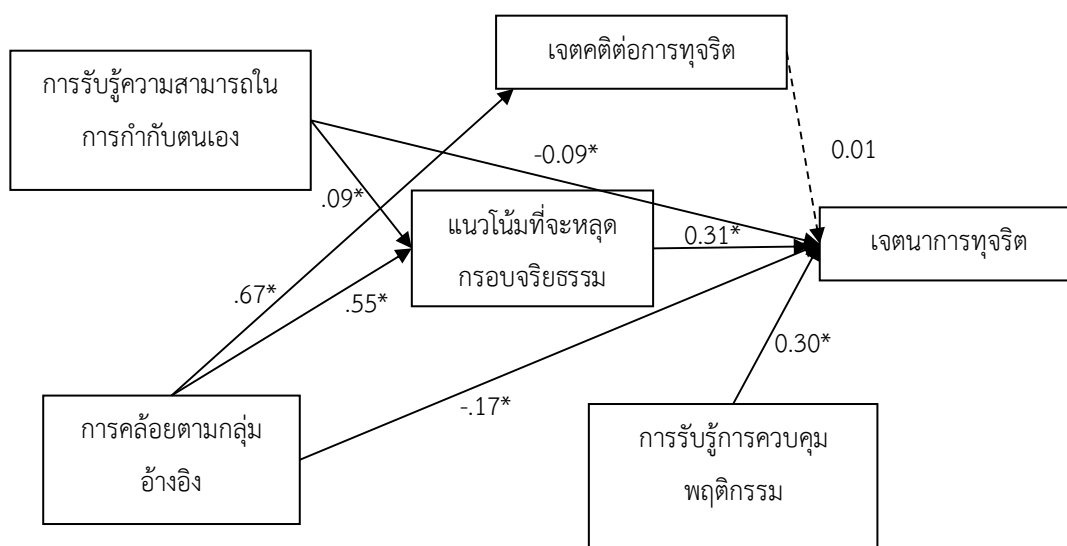 เจตคติต่อการทุจริต
การรับรู้ความสามารถใน
การกำกับตนเอง
-0.09*
0.01
.09*
แนวโน้มที่จะหลุด
กรอบจริยธรรม
0.31*
เจตนาการทุจริต
.67*
.55*
0.30*
-.17*
การคล้อยตามกลุ่ม
อ้างอิง
การรับรู้การควบคุม
พฤติกรรม